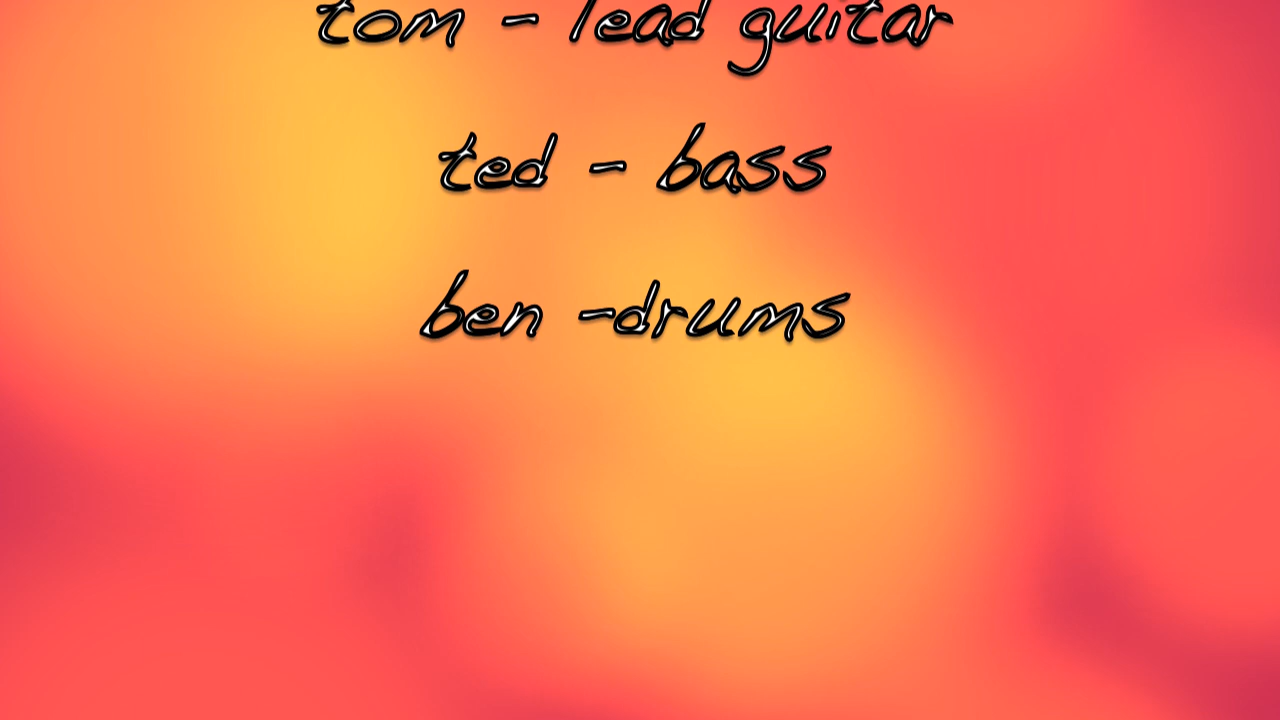 tom - lead guitar
ted - bass
ben -drums